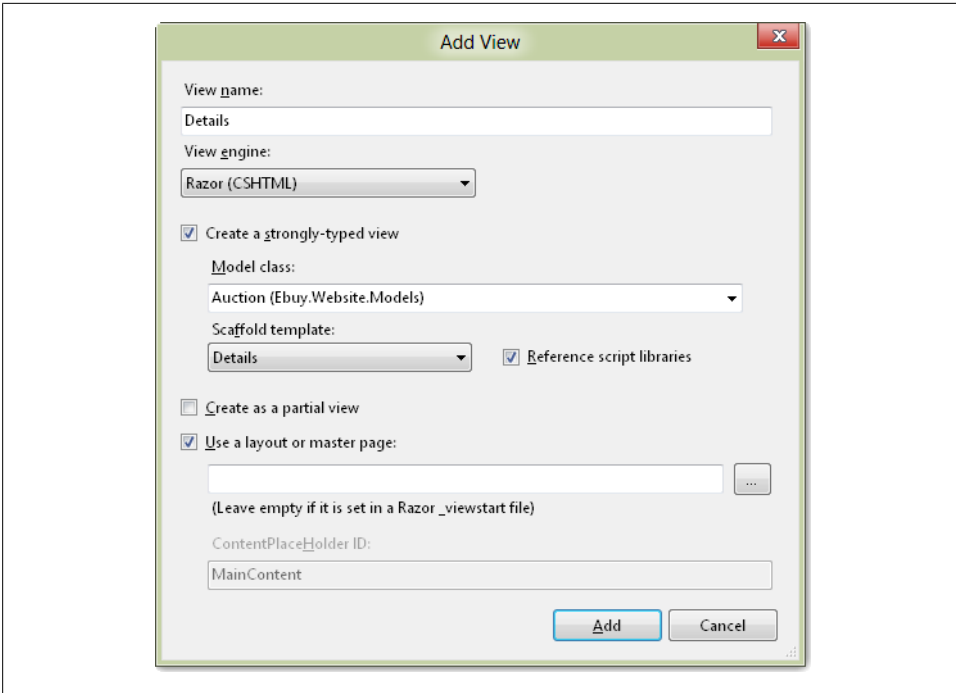 Add View
x
View name:
Details
View engine:
Razor (CSHTML)
Create a strongly-typed view
Model class:
Auction (Ebuy.Website.Models)
Scaffold template:
Details
Reference script libraries
Create as a partial view
Use a layout or master page:
...
(Leave empty if it is set in a Razor _viewstart file)
ContentPlaceHolder ID:
MainContent
Add
Cancel